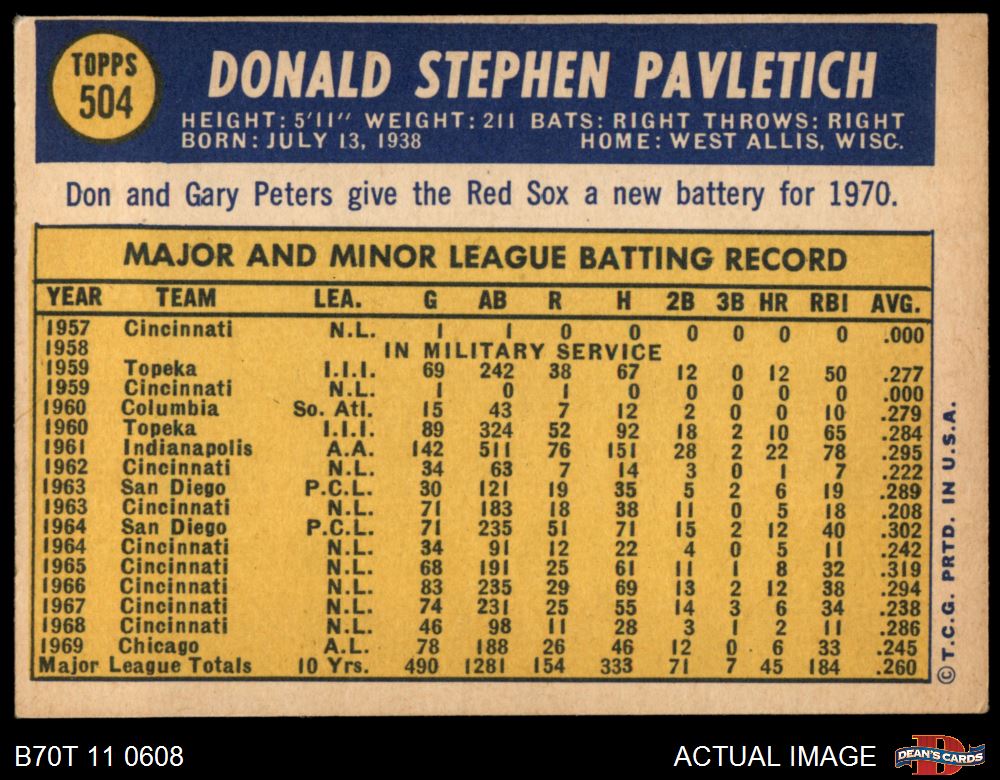 TOPPS
504
DONALD STEPHEN PAVLETICH
HEIGHT: 5'11" WEIGHT: 211 BATS: RIGHT THROWS: RIGHT
BORN: JULY 13, 1938 HOME: WEST ALLIS, WISC.
Don and Gary Peters give the Red Sox a new battery for 1970.
MAJOR AND MINOR LEAGUE BATTING RECORD
YEAR TEAM LEA. G AB R H 2B 3B HR RBI AVG.
1957 Cincinnati N.L. 1 1 0 0 0 0 0 0 .000
1958 IN MILITARY SERVICE
1959 Topeka I.I.I. 69 242 38 67 12 0 12 50 .277
1959 Cincinnati N.L. 1 0 1 0 0 0 0 0 .000
1960 Columbia So. Atl. 15 43 7 12 2 0 0 10 .279
1960 Topeka I.I.I. 89 324 52 92 18 2 10 65 .284
1961 Indianapolis A.A. 142 511 76 151 28 2 22 78 .295
1962 Cincinnati N.L. 34 63 7 14 3 0 1 7 .222
1963 San Diego P.C.L. 30 121 19 35 5 2 6 19 .289
1963 Cincinnati N.L. 71 183 18 38 11 0 5 18 .208
1964 San Diego P.C.L. 71 235 51 71 15 2 12 40 .302
1964 Cincinnati N.L. 34 91 12 22 4 0 5 11 .242
1965 Cincinnati N.L. 68 191 25 61 11 1 8 32 .319
1966 Cincinnati N.L. 83 235 29 69 13 2 12 38 .294
1967 Cincinnati N.L. 74 231 25 55 14 3 6 34 .238
1968 Cincinnati N.L. 46 98 11 28 3 1 2 11 .286
1969 Chicago A.L. 78 188 26 46 12 0 6 33 .245
Major League Totals 10 Yrs. 490 1281 154 333 71 7 45 184 .260
© T.C.G. PRTD. IN U.S.A.
B70T 11 0608
ACTUAL IMAGE
DEAN'S CARDS